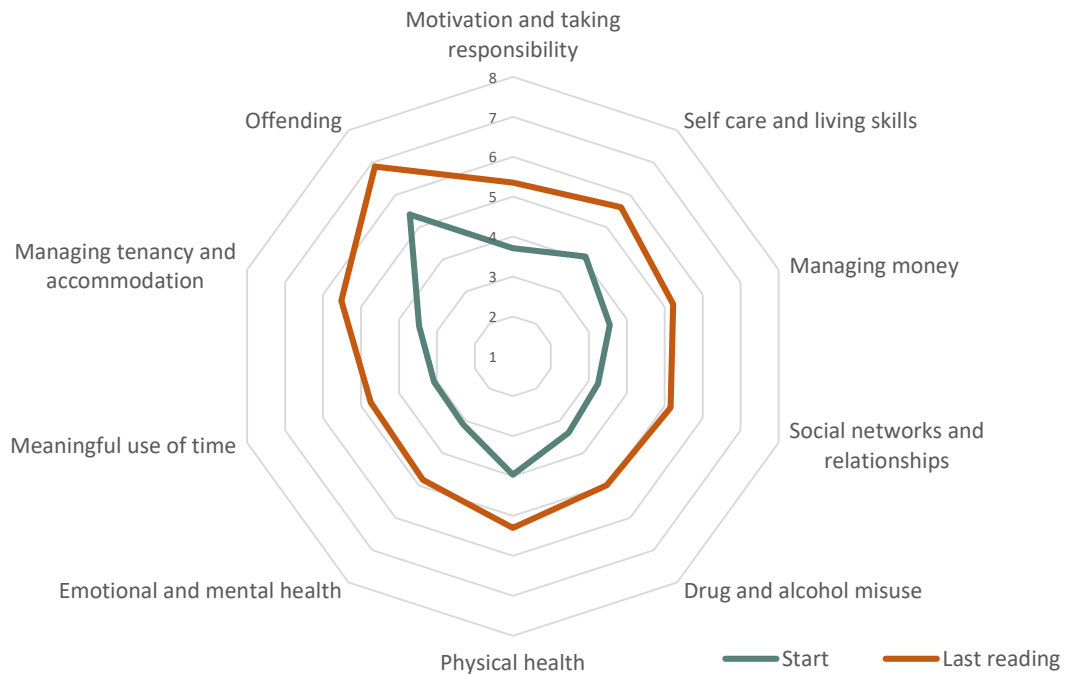 Motivation and taking
responsibility
8
7
6
5
4
3
2
1
Offending
Self care and living skills
Managing tenancy and
accommodation
Managing money
Meaningful use of time
Social networks and
relationships
Emotional and mental health
Drug and alcohol misuse
Physical health
Start
Last reading